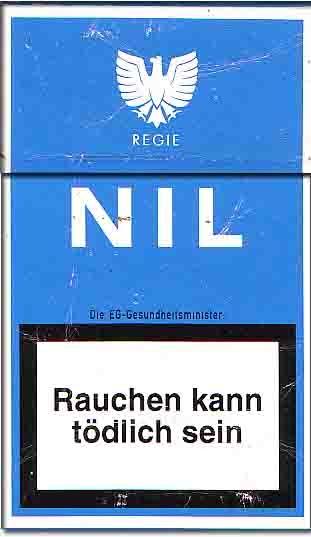 REGIE
NIL
Die EG-Gesundheitsminister:
Rauchen kann
tödlich sein